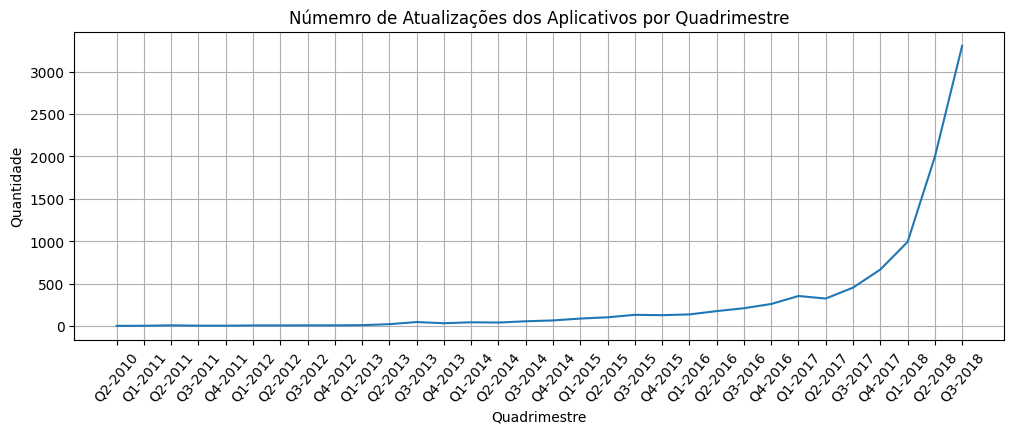 Númemro de Atualizações dos Aplicativos por Quadrimestre
3000
2500
2000
1500
1000
500
0
Quantidade
Q2-2010
Q1-2011
Q2-2011
Q3-2011
Q4-2011
Q1-2012
Q2-2012
Q3-2012
Q4-2012
Q1-2013
Q2-2013
Q3-2013
Q4-2013
Q1-2014
Q2-2014
Q3-2014
Q4-2014
Q1-2015
Q2-2015
Q3-2015
Q4-2015
Q1-2016
Q2-2016
Q3-2016
Q4-2016
Q1-2017
Q2-2017
Q3-2017
Q4-2017
Q1-2018
Q2-2018
Q3-2018
Quadrimestre